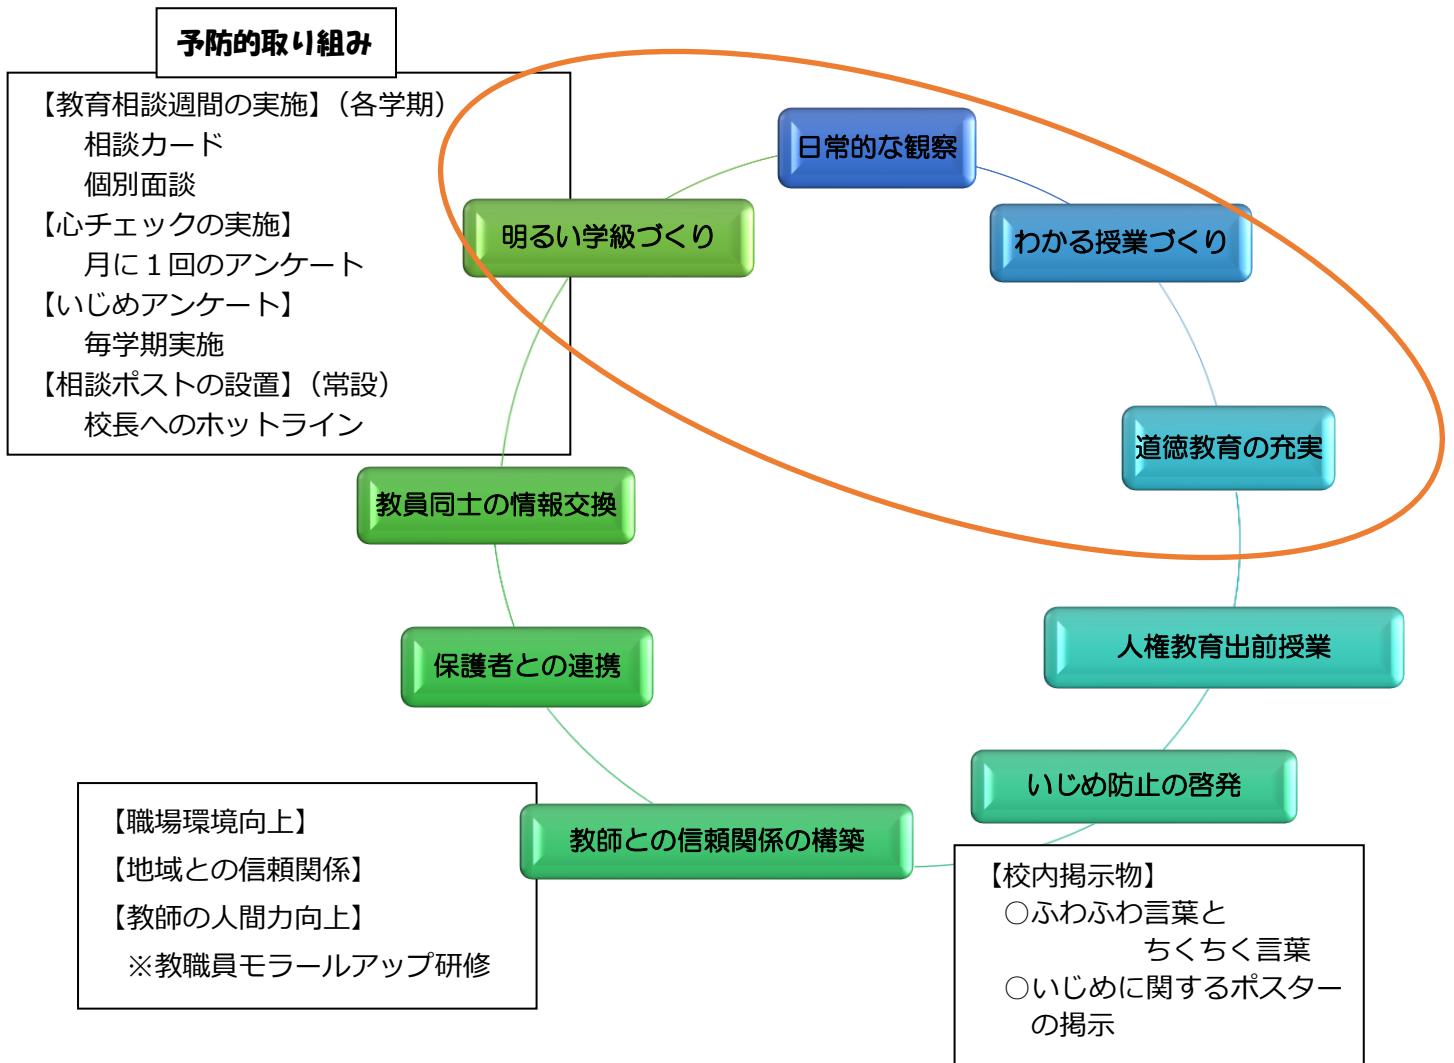 予防的取り組み
【教育相談週間の実施】（各学期）
相談カード
個別面談
【心チェックの実施】
月に１回のアンケート
【いじめアンケート】
毎学期実施
【相談ポストの設置】（常設）
校長へのホットライン
日常的な観察
わかる授業づくり
道徳教育の充実
人権教育出前授業
いじめ防止の啓発
教師との信頼関係の構築
保護者との連携
教員同士の情報交換
明るい学級づくり
【職場環境向上】
【地域との信頼関係】
【教師の人間力向上】
※教職員モラールアップ研修
【校内掲示物】
○ふわふわ言葉と
ちくちく言葉
○いじめに関するポスター
の掲示